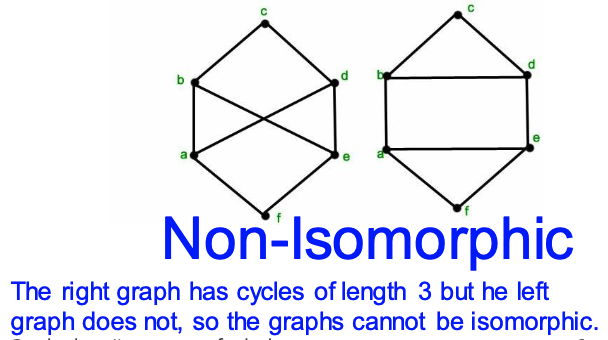 c
c
b
d
b
d
a
e
a
e
f
f
Non-Isomorphic
The right graph has cycles of length 3 but he left
graph does not, so the graphs cannot be isomorphic.